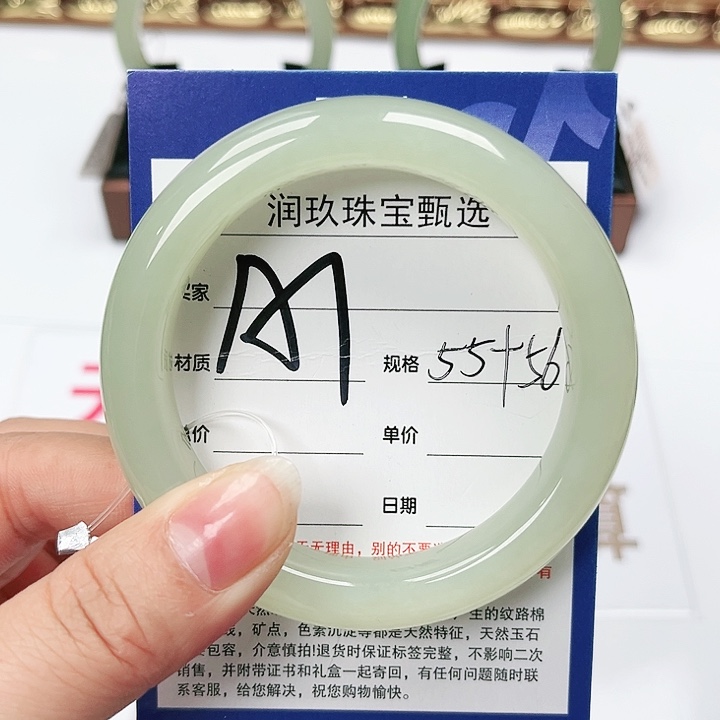 润玖珠宝甄选
家
材质
规格 55+56
价
单价
日期
无理由，别的不要
有
生的纹路棉
，矿点，色素沉淀等都是天然特征，天然玉石
包容，介意慎拍!退货时保证标签完整，不影响二次
销售，并附带证书和礼盒一起寄回，有任何问题随时联
系客服，给您解决，祝您购物愉快。